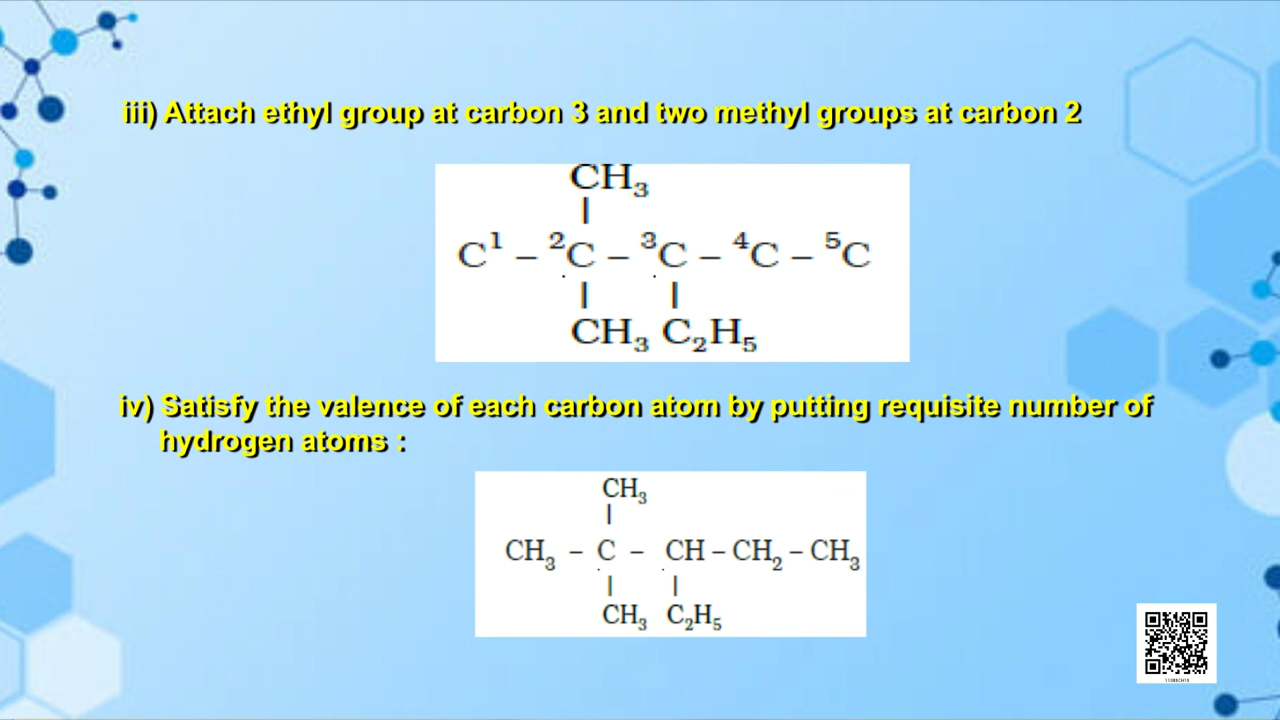 iii) Attach ethyl group at carbon 3 and two methyl groups at carbon 2
CH₃
|
C¹ – ²C – ³C – ⁴C – ⁵C
| |
CH₃ C₂H₅
iv) Satisfy the valence of each carbon atom by putting requisite number of
hydrogen atoms :
CH₃
|
CH₃ – C – CH – CH₂ – CH₃
| |
CH₃ C₂H₅